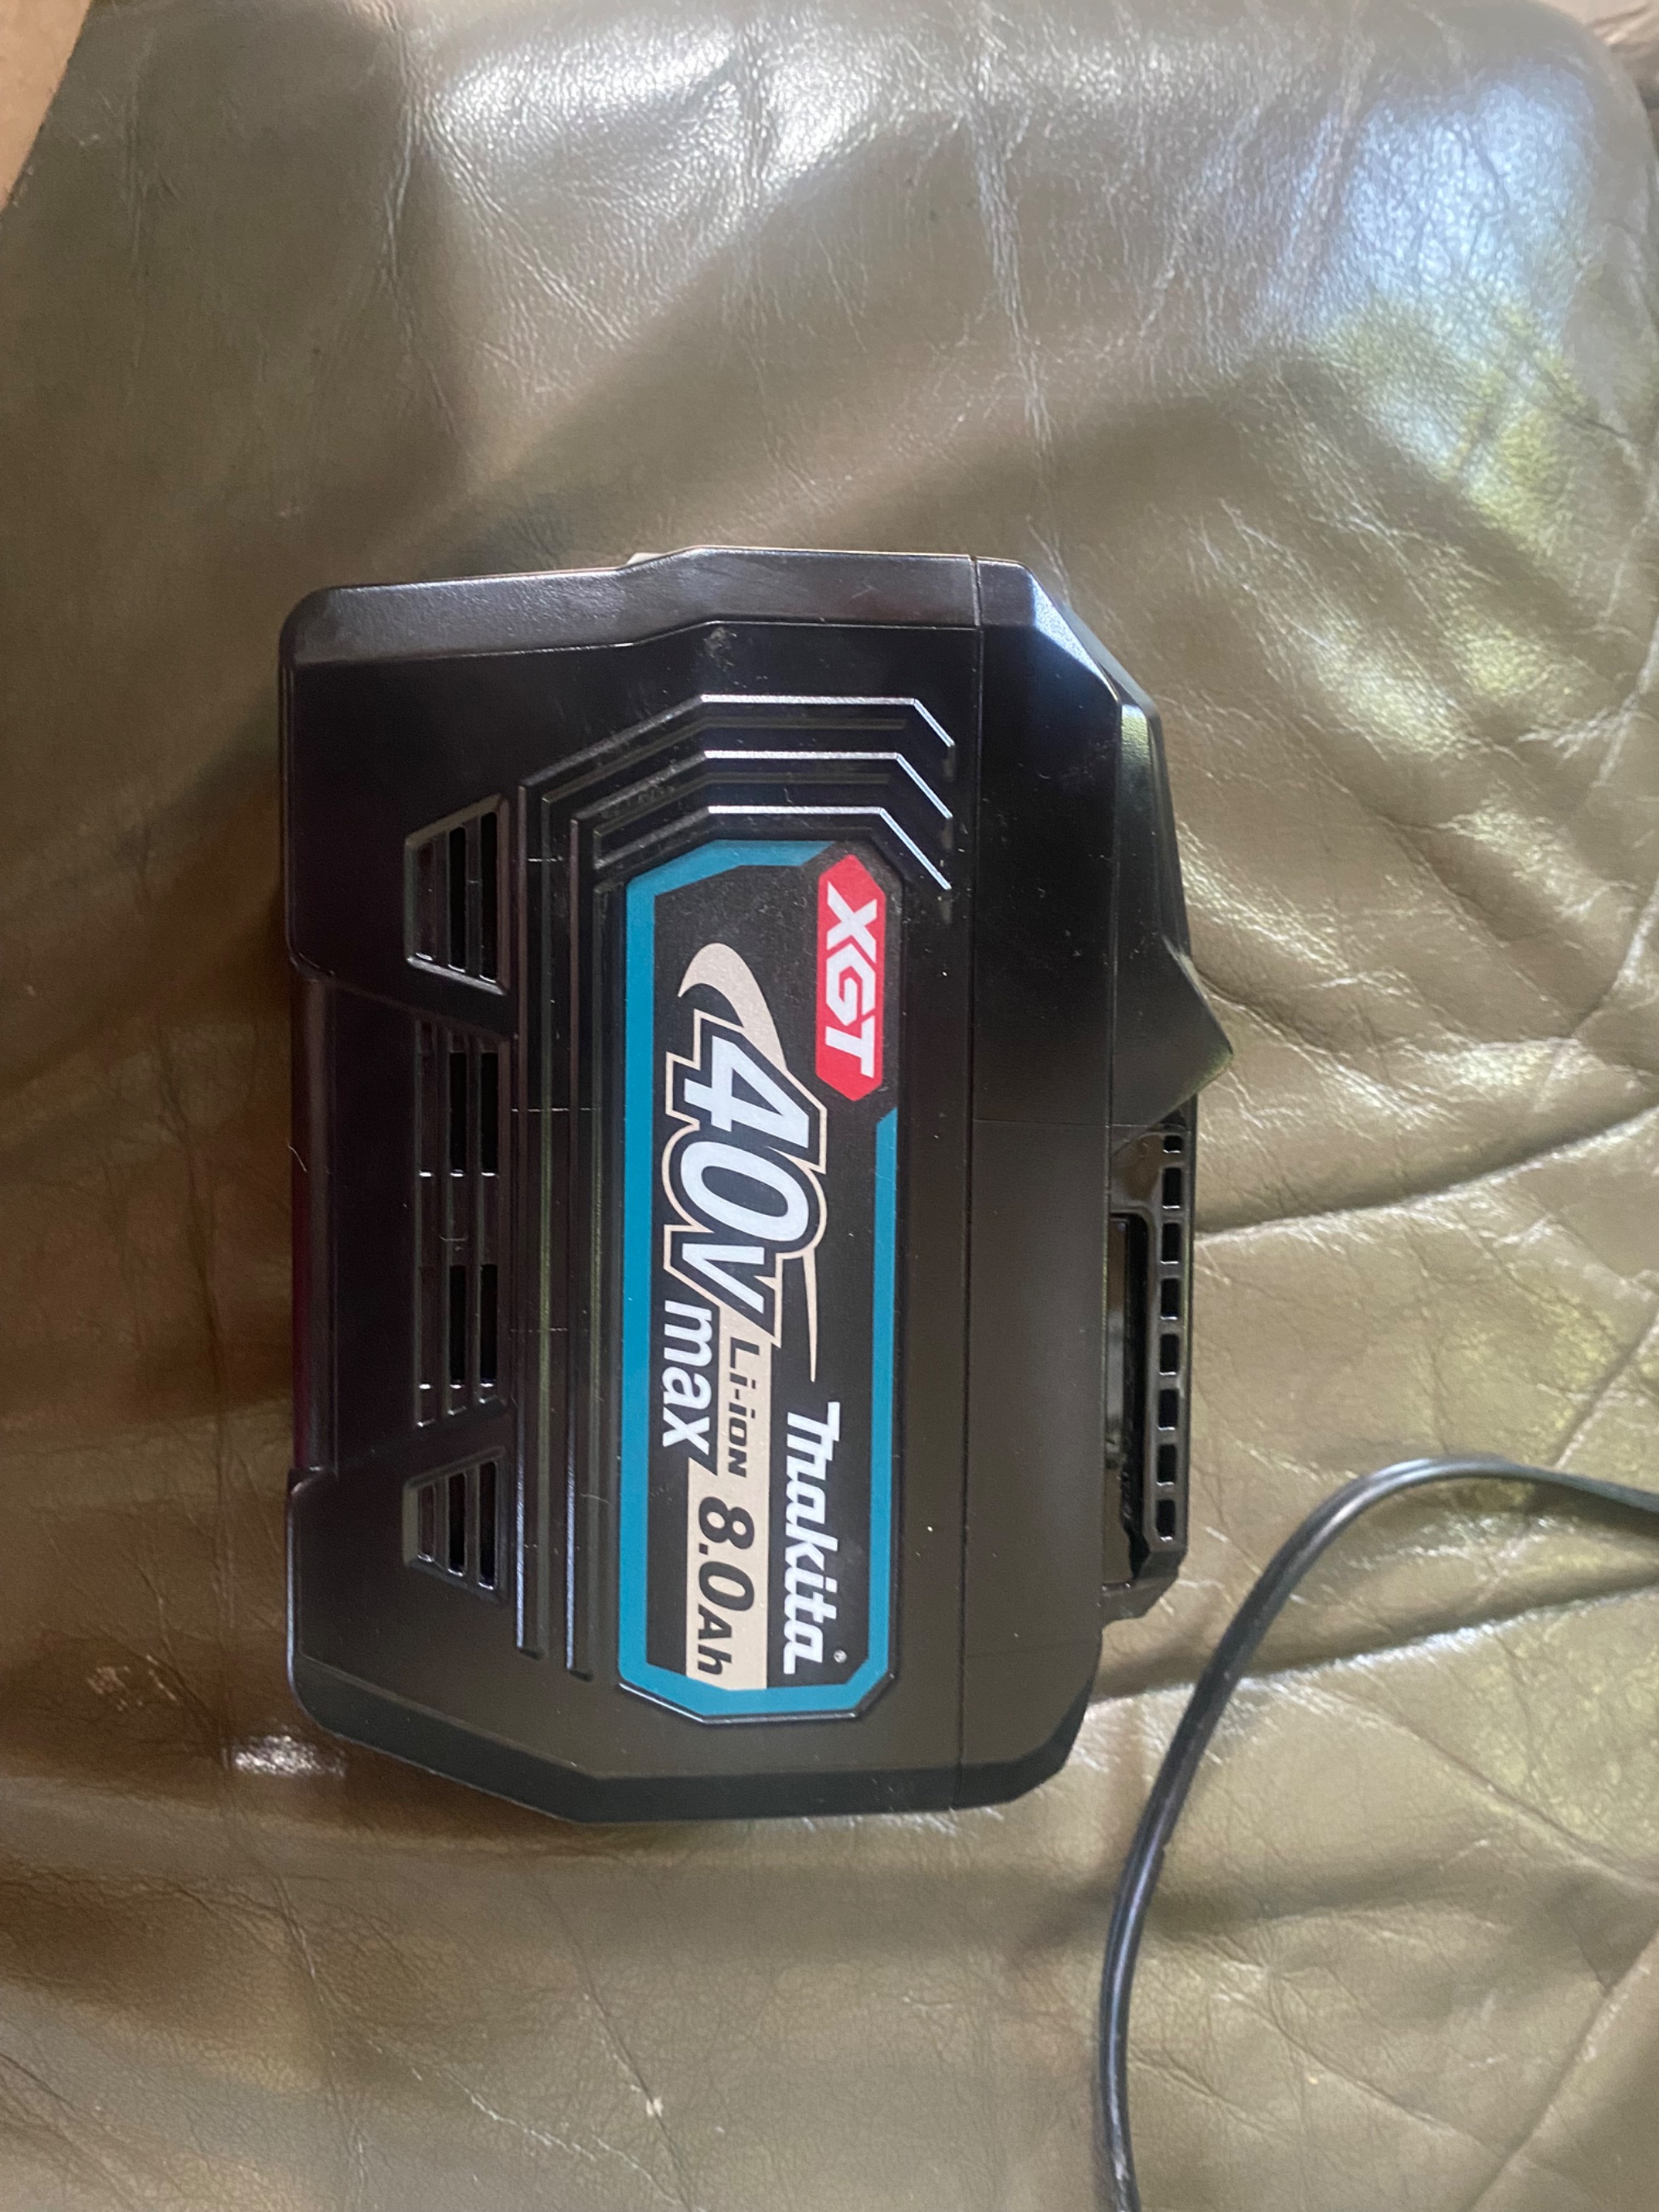 XGT
40v max
Li-ion 8.0Ah
Makita®